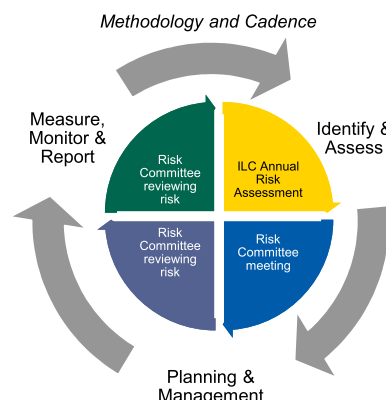 Methodology and Cadence
Measure,
Monitor &
Report
Identify &
Assess
Risk
Committee
reviewing
risk
ILC Annual
Risk
Assessment
Risk
Committee
reviewing
risk
Risk
Committee
meeting
Planning &
Management